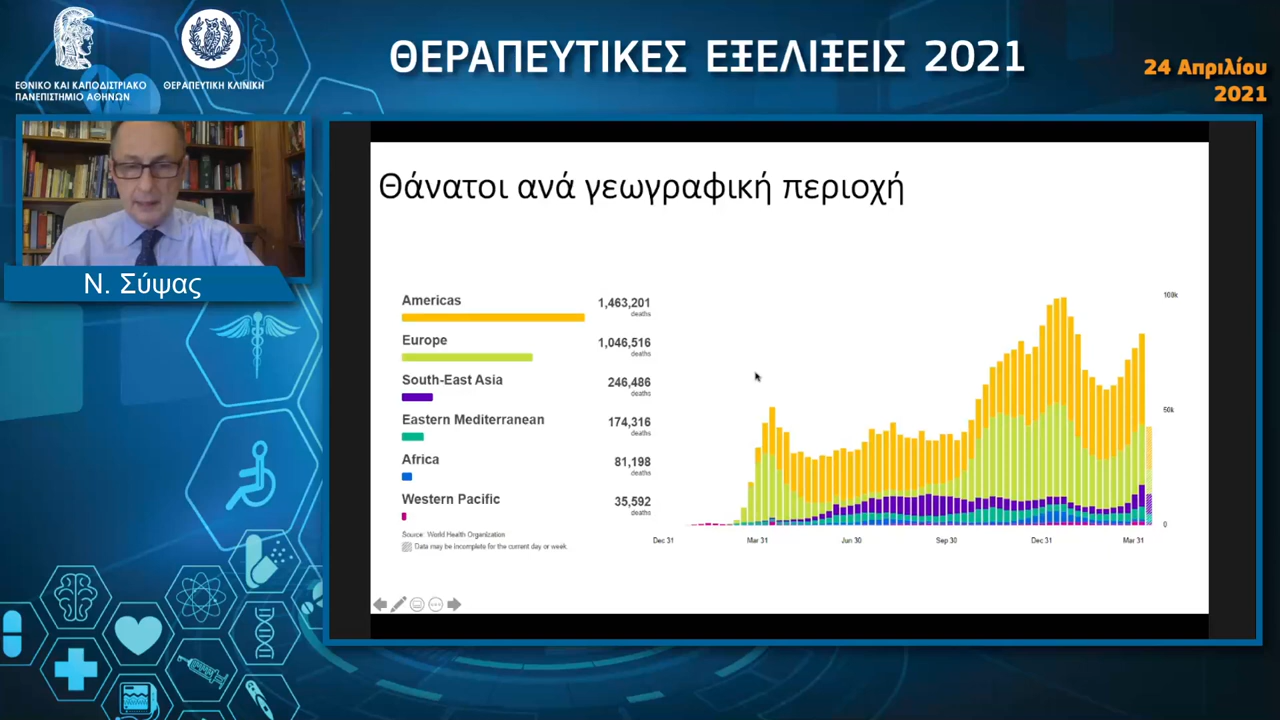 ΕΘΝΙΚΟ ΚΑΙ ΚΑΠΟΔΙΣΤΡΙΑΚΟ
ΠΑΝΕΠΙΣΤΗΜΙΟ ΑΘΗΝΩΝ
ΘΕΡΑΠΕΥΤΙΚΗ ΚΛΙΝΙΚΗ
ΘΕΡΑΠΕΥΤΙΚΕΣ ΕΞΕΛΙΞΕΙΣ 2021
24 Απριλίου
2021
Ν. Σύψας
Θάνατοι ανά γεωγραφική περιοχή
Americas 1,463,201
deaths
Europe 1,046,516
deaths
South-East Asia 246,486
deaths
Eastern Mediterranean 174,316
deaths
Africa 81,198
deaths
Western Pacific 35,592
deaths
Source: World Health Organization
Data may be incomplete for the current day or week.
100k
50k
0
Dec 31 Mar 31 Jun 30 Sep 30 Dec 31 Mar 31